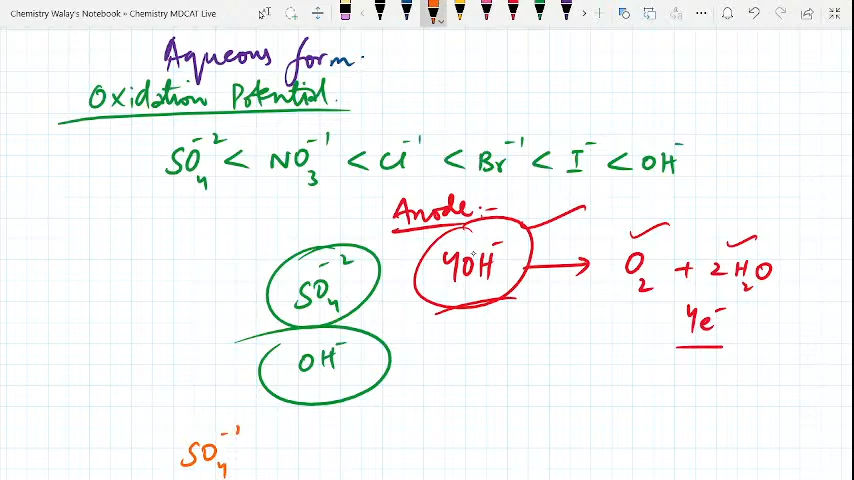 Chemistry Walay's Notebook » Chemistry MDCAT Live
Aqueous form.
Oxidation Potential.
SO₄⁻² < NO₃⁻¹ < Cl⁻¹ < Br⁻¹ < I⁻ < OH⁻
Anode:-
4OH⁻ → O₂ + 2H₂O
4e⁻
SO₄⁻²
OH⁻
SO₄⁻¹